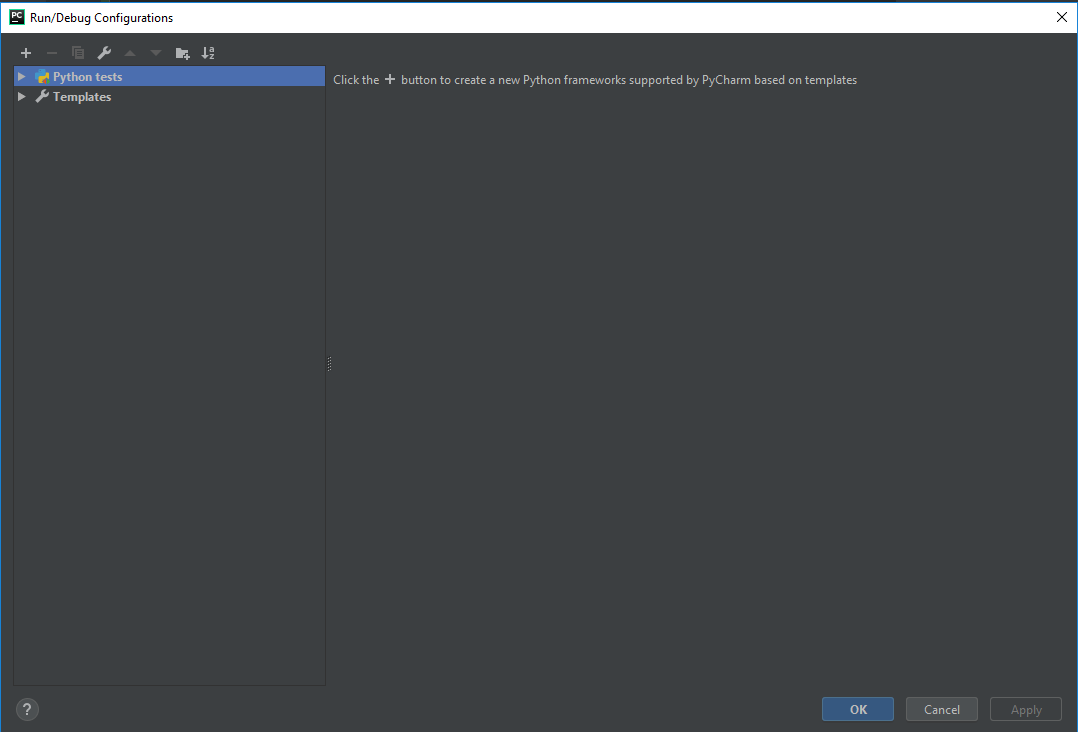 PC Run/Debug Configurations
Python tests
Click the + button to create a new Python frameworks supported by PyCharm based on templates
Templates
? OK Cancel Apply